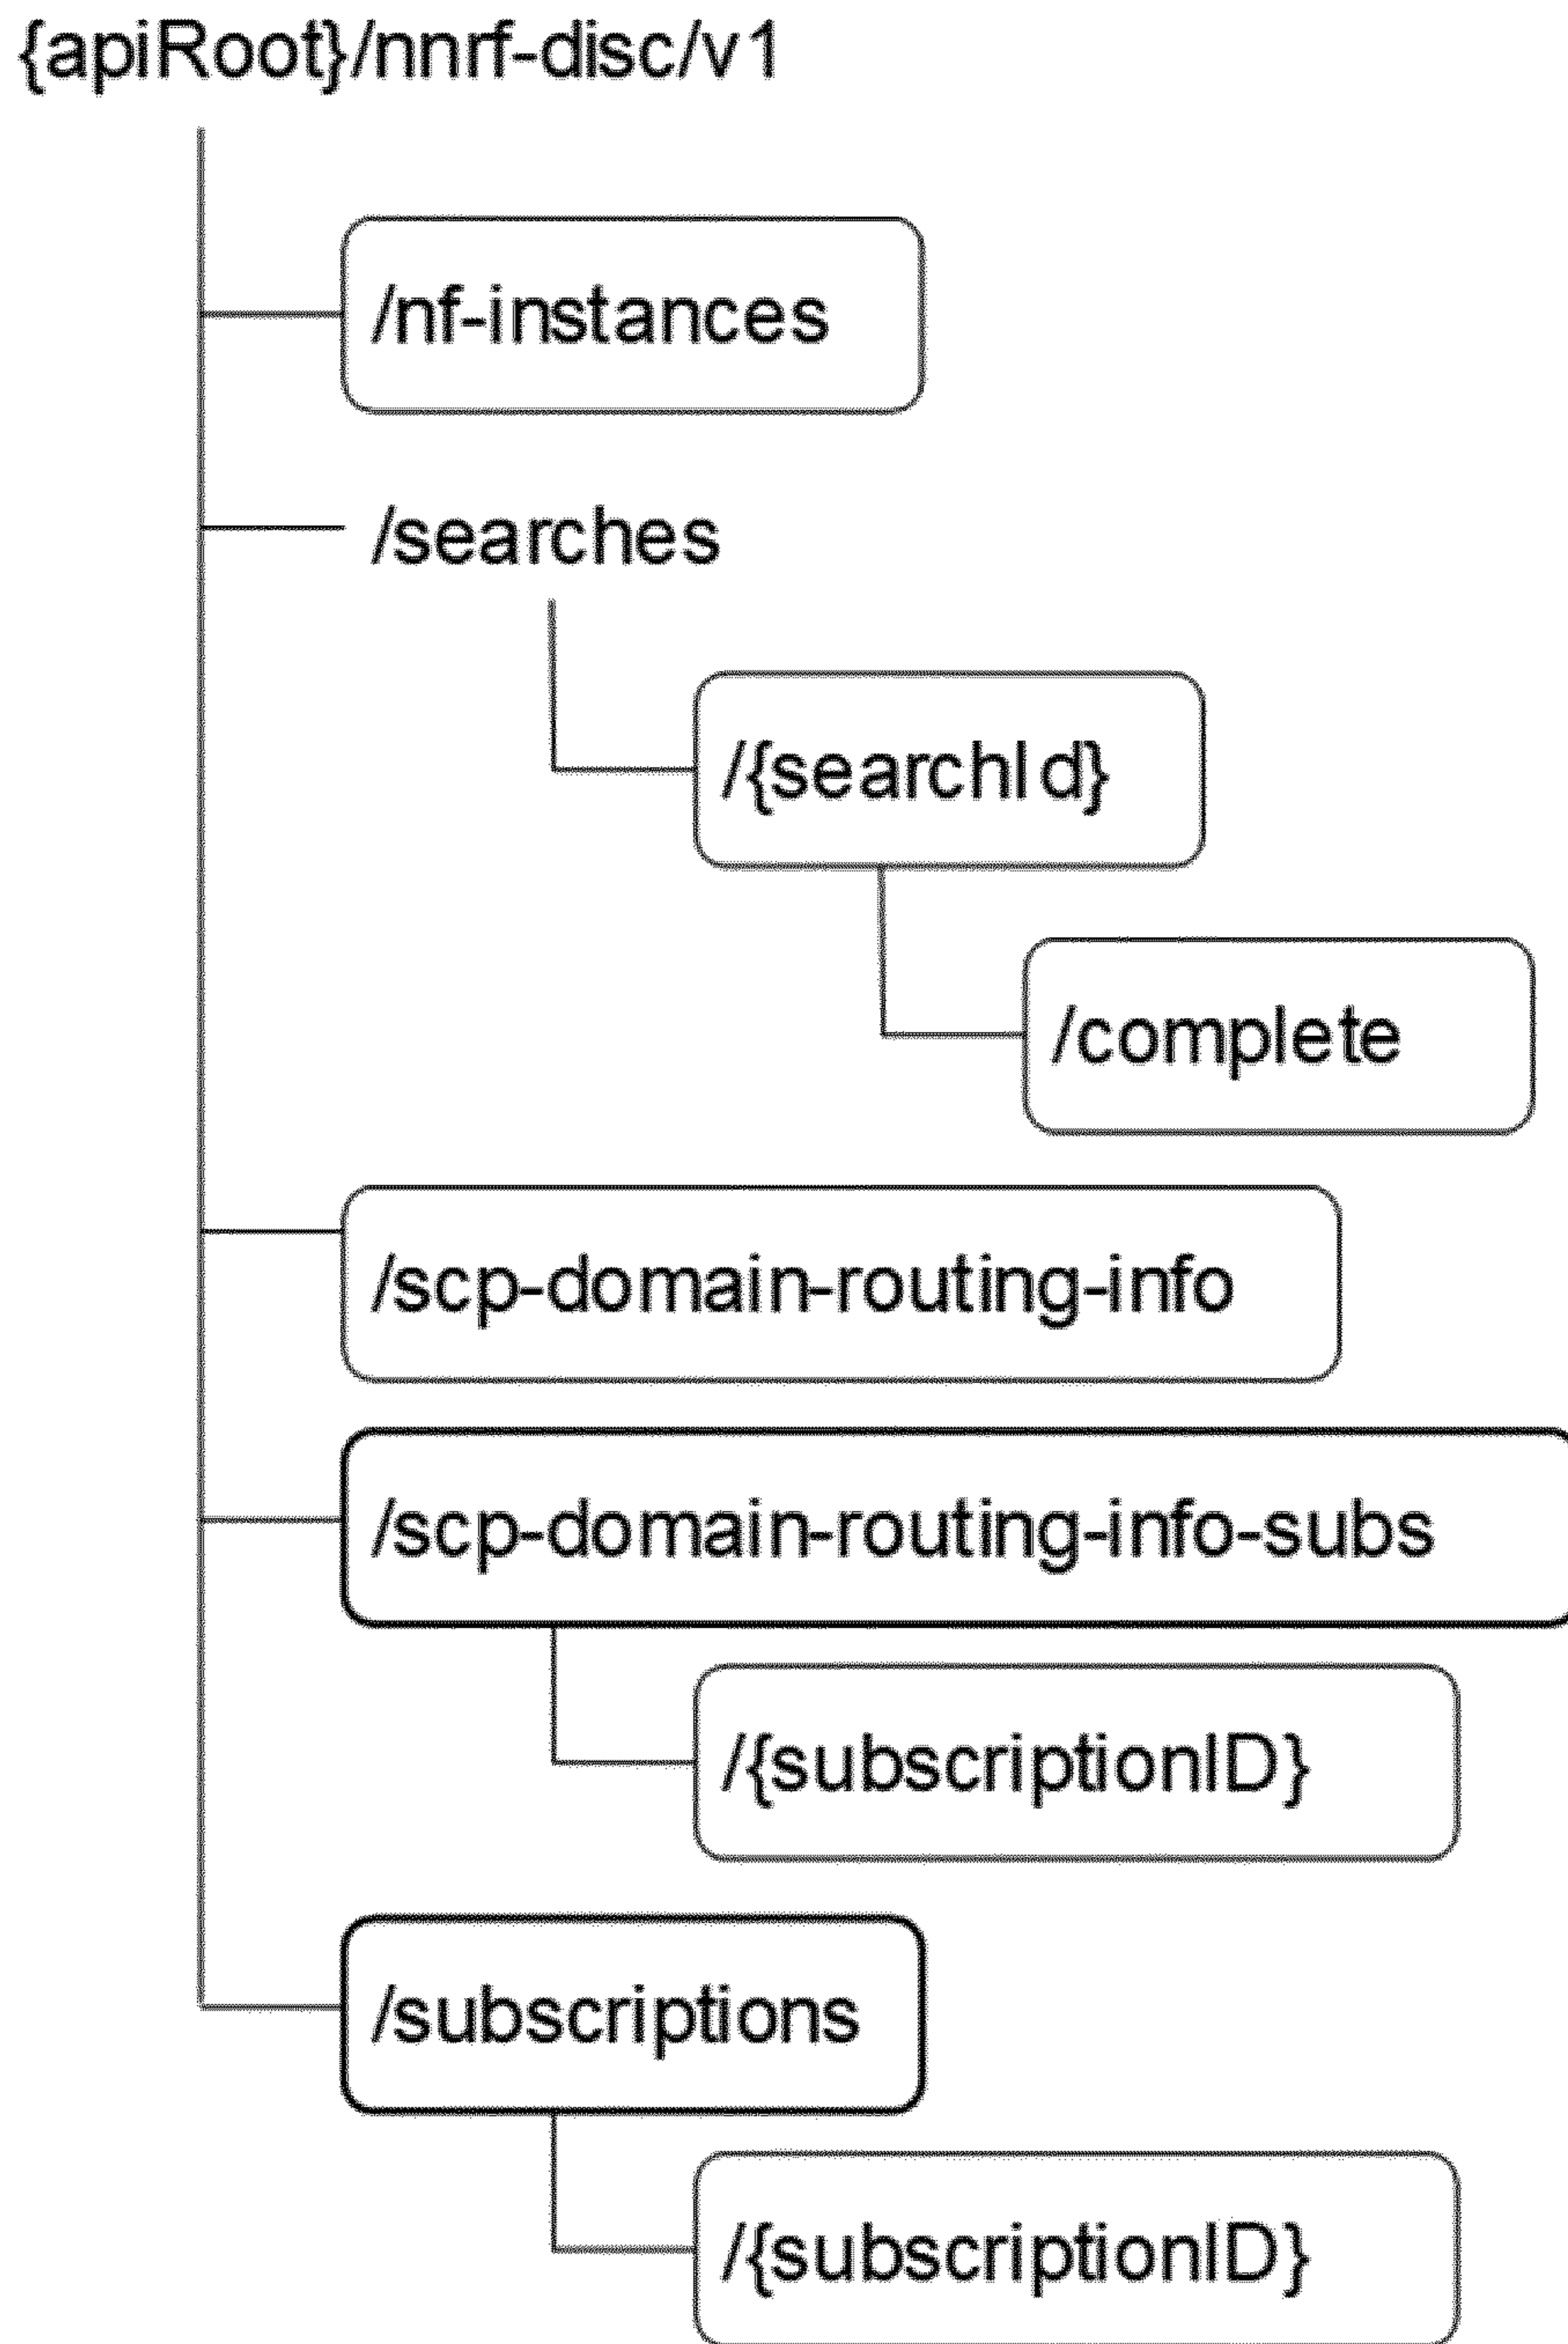 {apiRoot}/nnrf-disc/v1
/nf-instances
/searches
/{searchId}
/complete
/scp-domain-routing-info
/scp-domain-routing-info-subs
/{subscriptionID}
/subscriptions
/{subscriptionID}